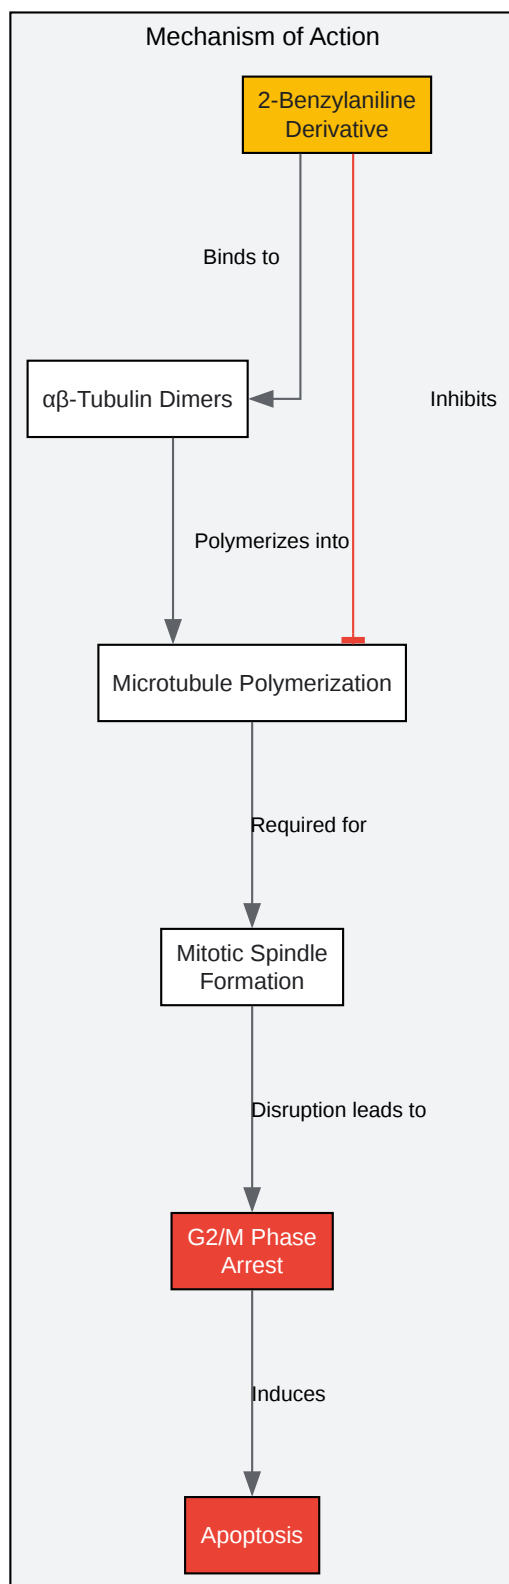 Mechanism of Action
2-Benzylaniline
Derivative
Binds to
αβ-Tubulin Dimers
Inhibits
Polymerizes into
Microtubule Polymerization
Required for
Mitotic Spindle
Formation
Disruption leads to
G2/M Phase
Arrest
Induces
Apoptosis